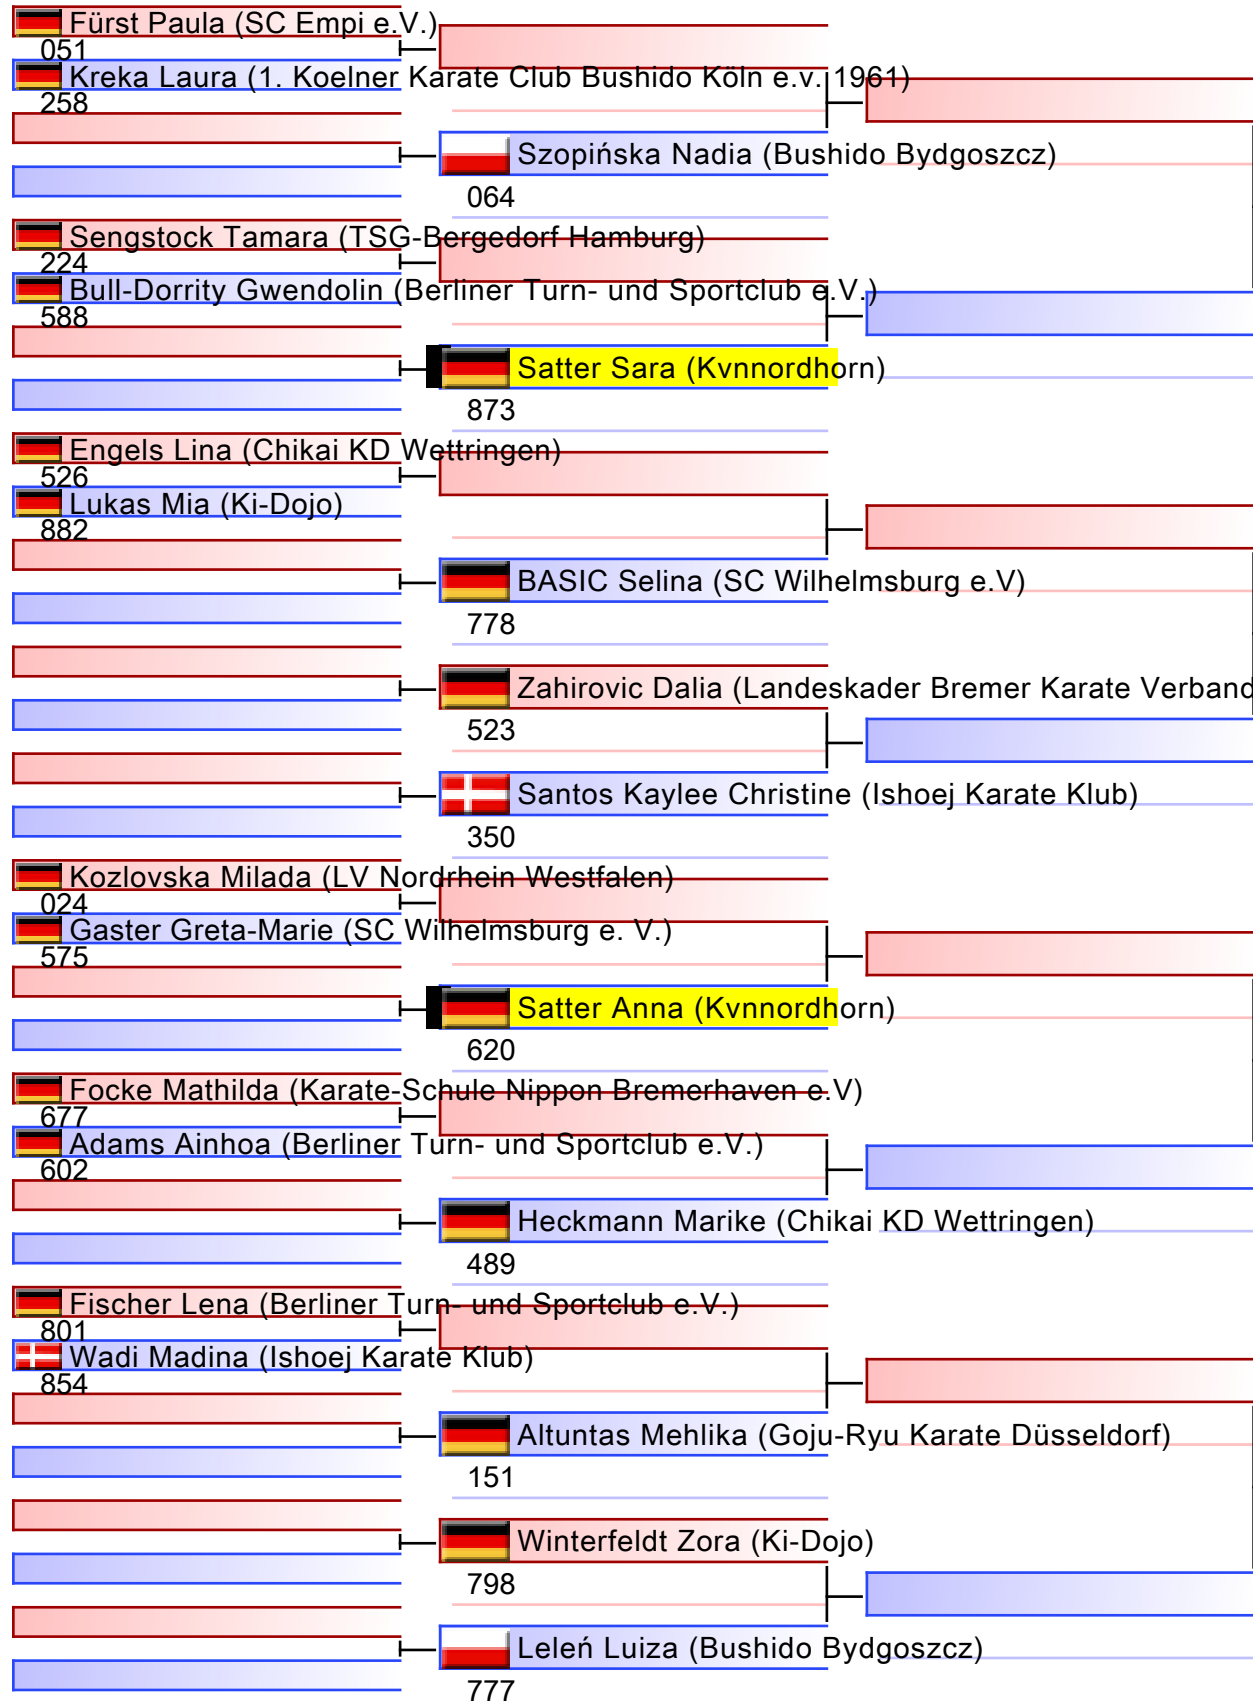 Fürst Paula (SC Empi e.V.)
051
Kreka Laura (1. Koelner Karate Club Bushido Köln e.v. 1961)
258
Szopińska Nadia (Bushido Bydgoszcz)
064
Sengstock Tamara (TSG-Bergedorf Hamburg)
224
Bull-Dorrity Gwendolin (Berliner Turn- und Sportclub e.V.)
588
Satter Sara (Kvnnordhorn)
873
Engels Lina (Chikai KD Wettringen)
526
Lukas Mia (Ki-Dojo)
882
BASIC Selina (SC Wilhelmsburg e.V)
778
Zahirovic Dalia (Landeskader Bremer Karate Verband
523
Santos Kaylee Christine (Ishoej Karate Klub)
350
Kozlovska Milada (LV Nordrhein Westfalen)
024
Gaster Greta-Marie (SC Wilhelmsburg e. V.)
575
Satter Anna (Kvnnordhorn)
620
Focke Mathilda (Karate-Schule Nippon Bremerhaven e.V)
677
Adams Ainhoa (Berliner Turn- und Sportclub e.V.)
602
Heckmann Marike (Chikai KD Wettringen)
489
Fischer Lena (Berliner Turn- und Sportclub e.V.)
801
Wadi Madina (Ishoej Karate Klub)
854
Altuntas Mehlika (Goju-Ryu Karate Düsseldorf)
151
Winterfeldt Zora (Ki-Dojo)
798
Leleń Luiza (Bushido Bydgoszcz)
777